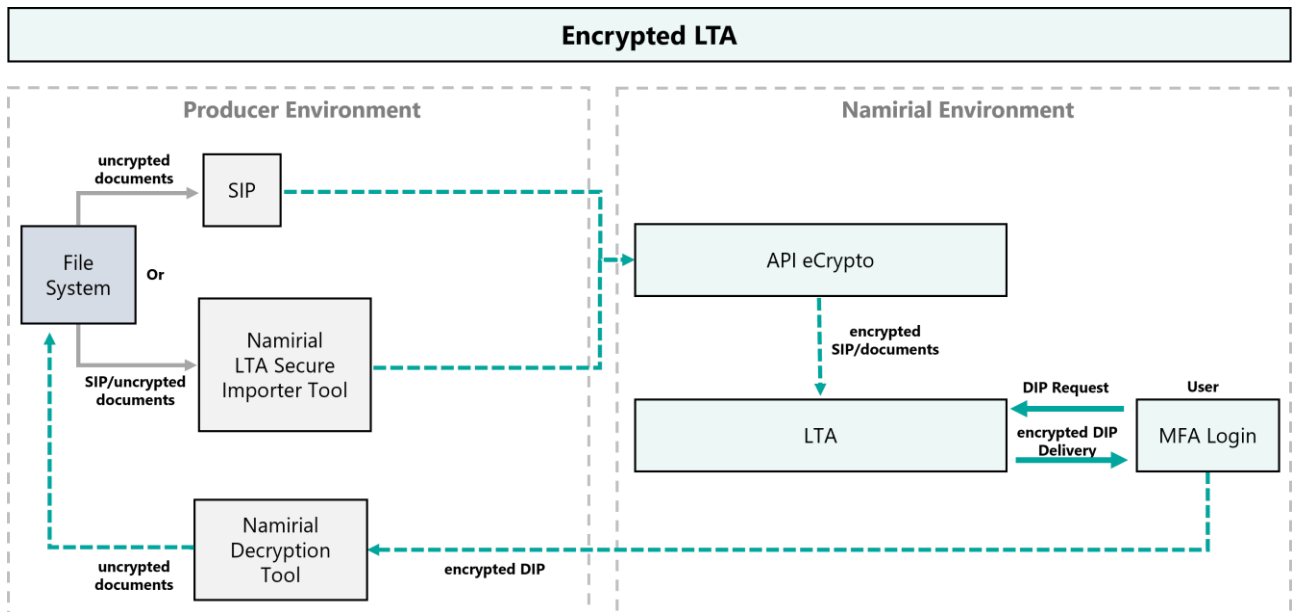 Encrypted LTA
Producer Environment
Namirial Environment
uncrypted
documents
SIP
File
System
Or
API eCrypto
Namirial
LTA Secure
Importer Tool
SIP/uncrypted
documents
encrypted
SIP/documents
DIP Request
User
LTA
encrypted DIP
Delivery
MFA Login
Namirial
Decryption
Tool
uncrypted
documents
encrypted DIP